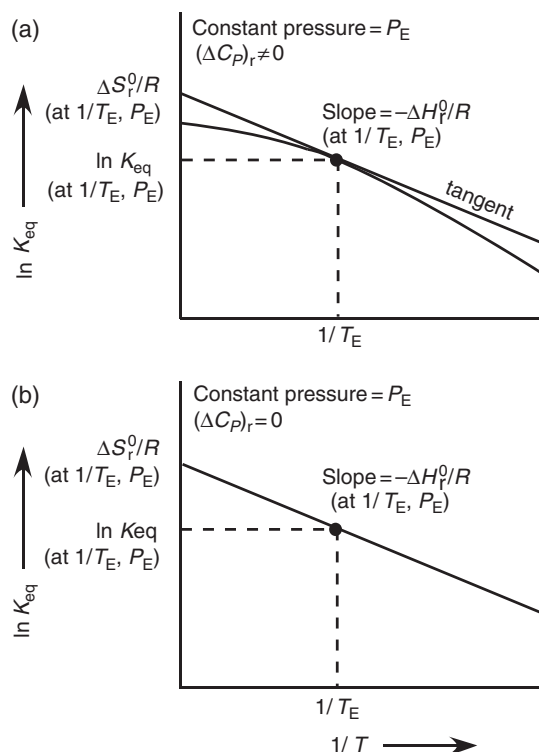 (a)
Constant pressure = P_E
(ΔC_P)_r ≠ 0
ΔS_r^0/R
(at 1/T_E, P_E)
Slope = −ΔH_r^0/R
(at 1/T_E, P_E)
ln K_eq
(at 1/T_E, P_E)
tangent
ln K_eq
1/T_E
(b)
Constant pressure = P_E
(ΔC_P)_r = 0
ΔS_r^0/R
(at 1/T_E, P_E)
Slope = −ΔH_r^0/R
(at 1/T_E, P_E)
ln Keq
(at 1/T_E, P_E)
ln K_eq
1/T_E
1/T